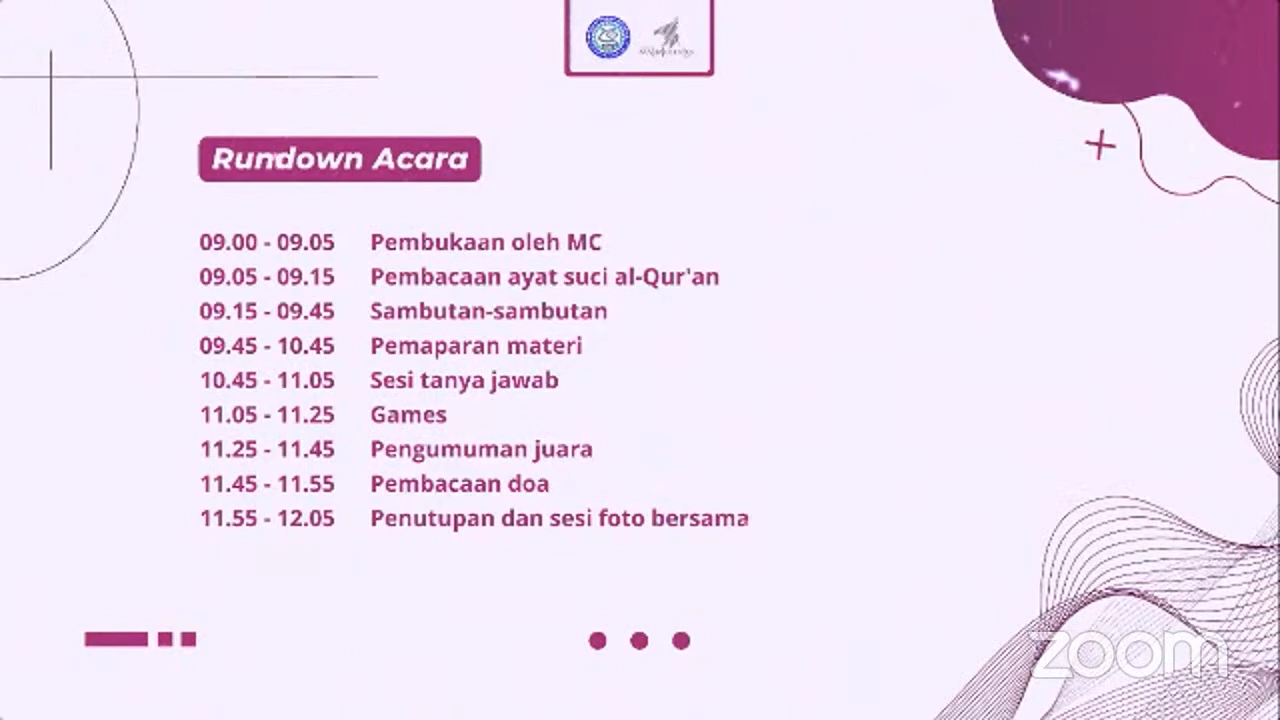 Rundown Acara
09.00 - 09.05 Pembukaan oleh MC
09.05 - 09.15 Pembacaan ayat suci al-Qur'an
09.15 - 09.45 Sambutan-sambutan
09.45 - 10.45 Pemaparan materi
10.45 - 11.05 Sesi tanya jawab
11.05 - 11.25 Games
11.25 - 11.45 Pengumuman juara
11.45 - 11.55 Pembacaan doa
11.55 - 12.05 Penutupan dan sesi foto bersama
zoom